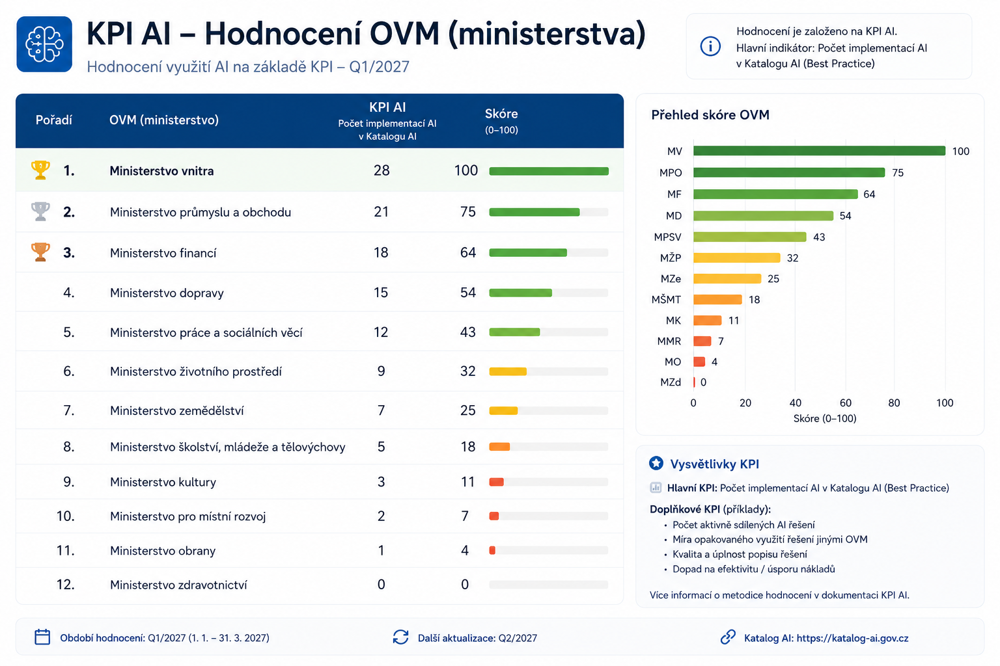 KPI AI – Hodnocení OVM (ministerstva)
Hodnocení využití AI na základě KPI – Q1/2027
Hodnocení je založeno na KPI AI.
Hlavní indikátor: Počet implementací AI
v Katalogu AI (Best Practice)
Pořadí OVM (ministerstvo) KPI AI Skóre
Počet implementací AI (0–100)
v Katalogu AI
1. Ministerstvo vnitra 28 100
2. Ministerstvo průmyslu a obchodu 21 75
3. Ministerstvo financí 18 64
4. Ministerstvo dopravy 15 54
5. Ministerstvo práce a sociálních věcí 12 43
6. Ministerstvo životního prostředí 9 32
7. Ministerstvo zemědělství 7 25
8. Ministerstvo školství, mládeže a tělovýchovy 5 18
9. Ministerstvo kultury 3 11
10. Ministerstvo pro místní rozvoj 2 7
11. Ministerstvo obrany 1 4
12. Ministerstvo zdravotnictví 0 0
Přehled skóre OVM
MV 100
MPO 75
MF 64
MD 54
MPSV 43
MŽP 32
MZe 25
MŠMT 18
MK 11
MMR 7
MO 4
MZd 0
0 20 40 60 80 100
Skóre (0–100)
Vysvětlivky KPI
Hlavní KPI: Počet implementací AI v Katalogu AI (Best Practice)
Doplňkové KPI (příklady):
• Počet aktivně sdílených AI řešení
• Míra opakovaného využití řešení jinými OVM
• Kvalita a úplnost popisu řešení
• Dopad na efektivitu / úsporu nákladů
Více informací o metodice hodnocení v dokumentaci KPI AI.
Období hodnocení: Q1/2027 (1. 1. – 31. 3. 2027)
Další aktualizace: Q2/2027
Katalog AI: https://katalog-ai.gov.cz